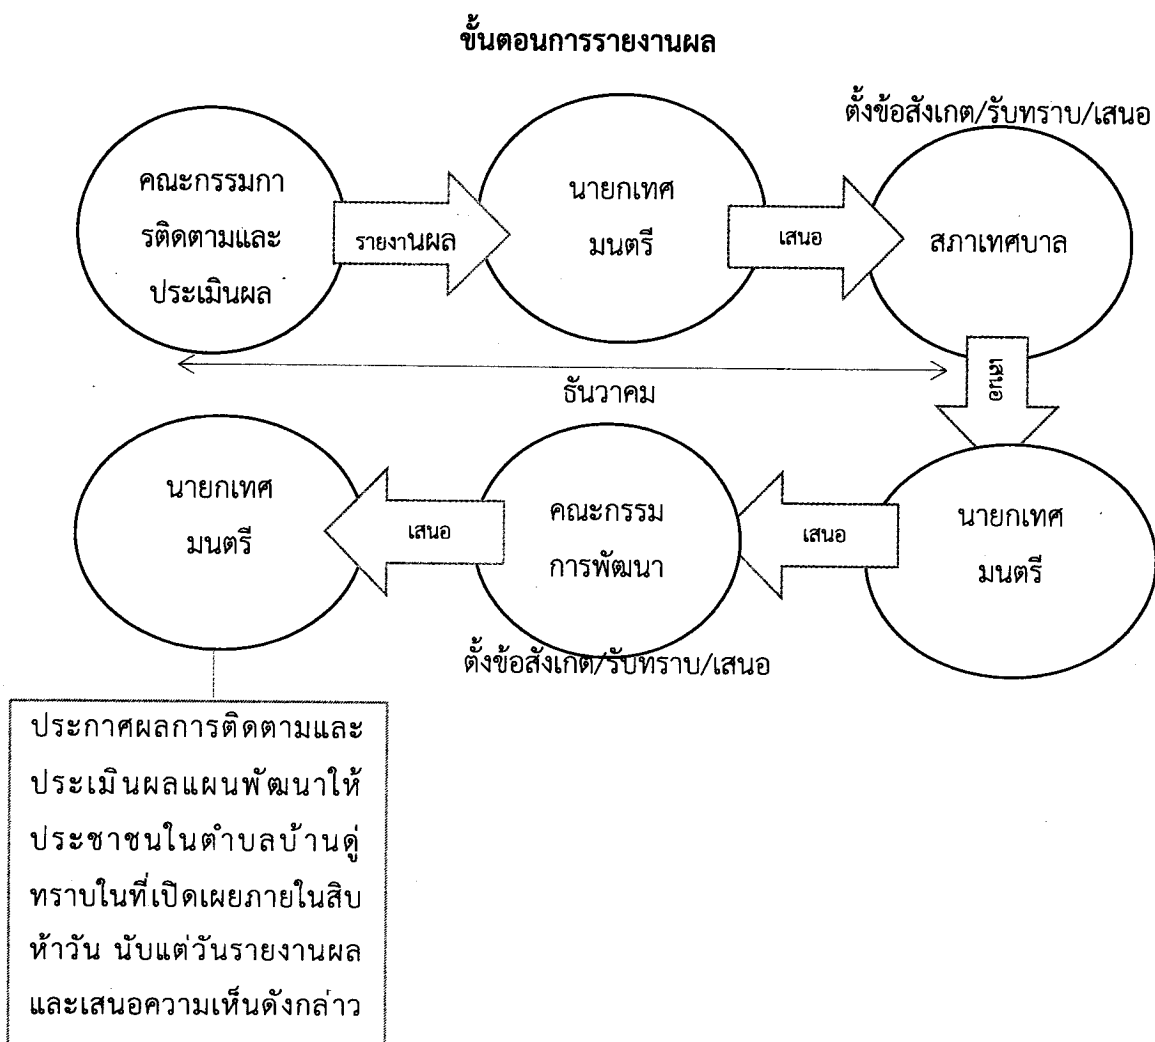 ขั้นตอนการรายงานผล
ตั้งข้อสังเกต/รับทราบ/เสนอ
คณะกรรมกา
รติดตามและ
ประเมินผล
รายงานผล
นายกเทศ
มนตรี
เสนอ
สภาเทศบาล
ธันวาคม
เสนอ
นายกเทศ
มนตรี
เสนอ
คณะกรรม
การพัฒนา
ตั้งข้อสังเกต/รับทราบ/เสนอ
เสนอ
นายกเทศ
มนตรี
ประกาศผลการติดตามและ
ประเมินผลแผนพัฒนาให้
ประชาชนในตำบลบ้านดู่
ทราบในที่เปิดเผยภายในสิบ
ห้าวัน นับแต่วันรายงานผล
และเสนอความเห็นดังกล่าว